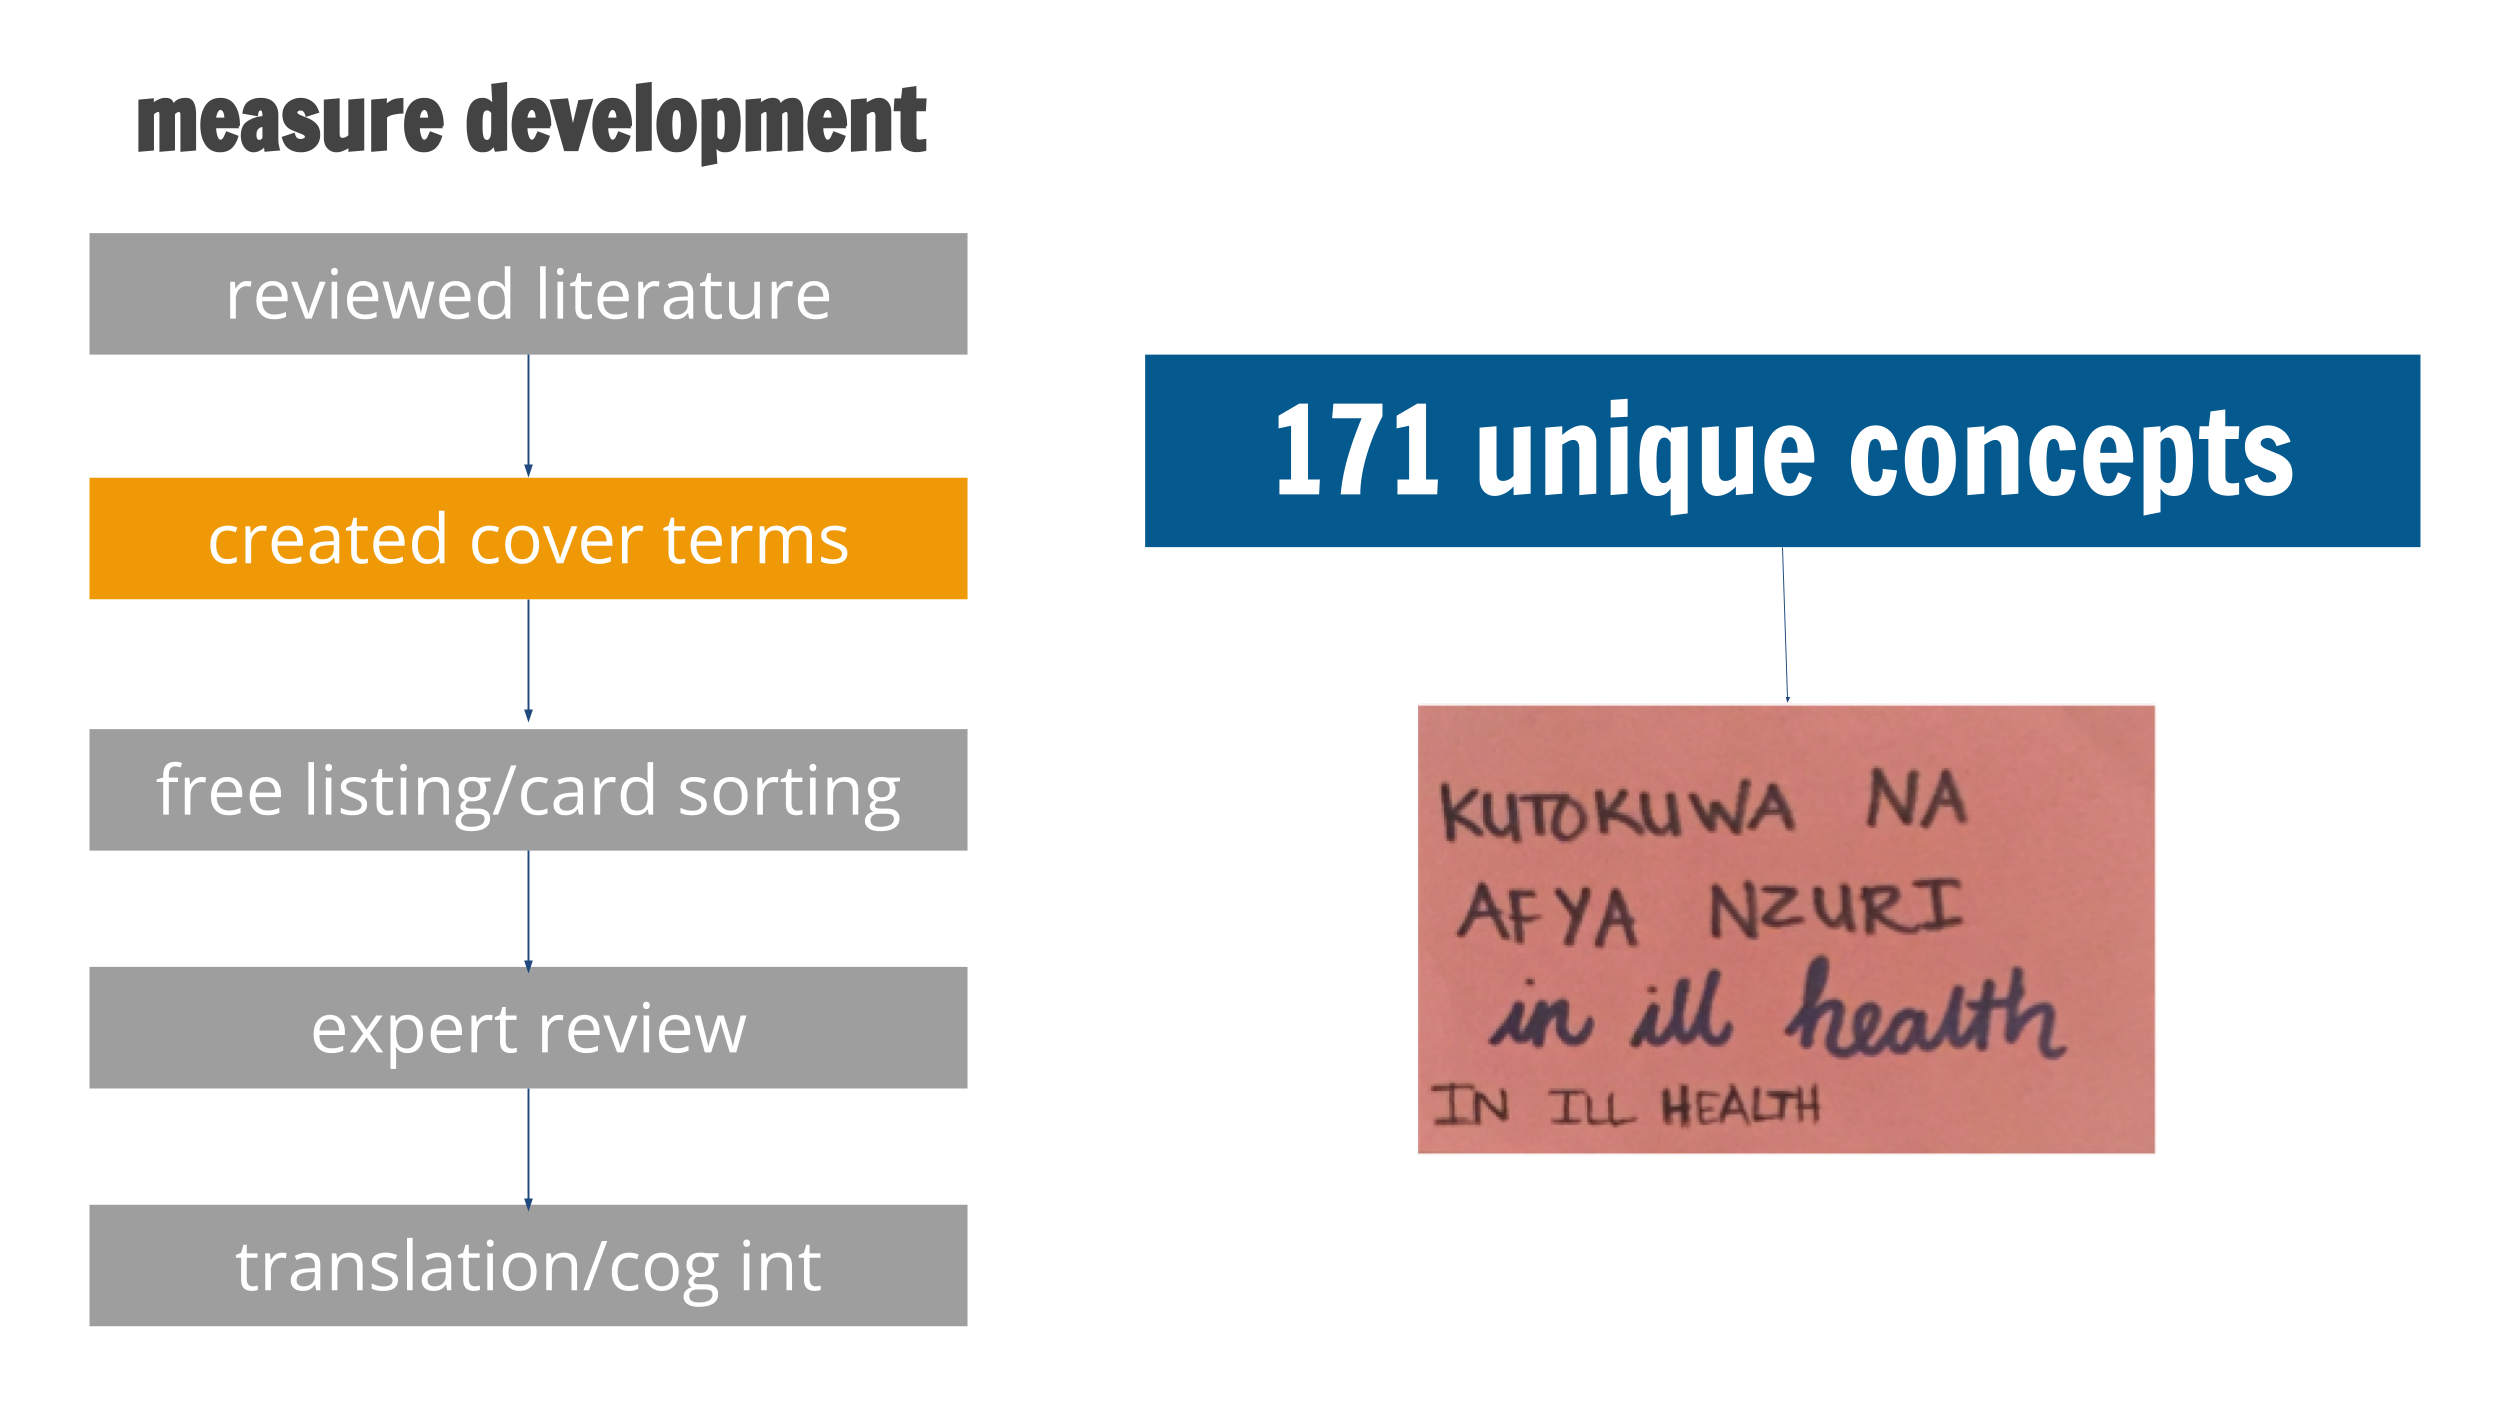 measure development
reviewed literature
created cover terms
free listing/card sorting
expert review
translation/cog int
171 unique concepts
KUTOKUWA NA
AFYA NZURI
in ill health
IN ILL HEALTH